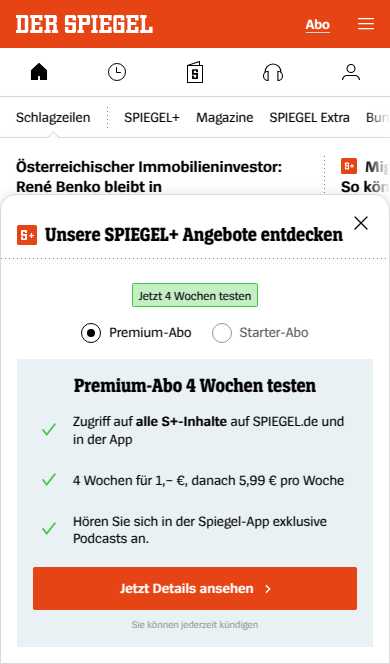 DER SPIEGEL
Abo
Schlagzeilen
SPIEGEL+
Magazine
SPIEGEL Extra
Österreichischer Immobilieninvestor:
René Benko bleibt in
S+
So
S+ Unsere SPIEGEL+ Angebote entdecken
Jetzt 4 Wochen testen
Premium-Abo
Starter-Abo
Premium-Abo 4 Wochen testen
Zugriff auf alle S+-Inhalte auf SPIEGEL.de und
in der App
4 Wochen für 1,– €, danach 5,99 € pro Woche
Hören Sie sich in der Spiegel-App exklusive
Podcasts an.
Jetzt Details ansehen
Sie können jederzeit kündigen